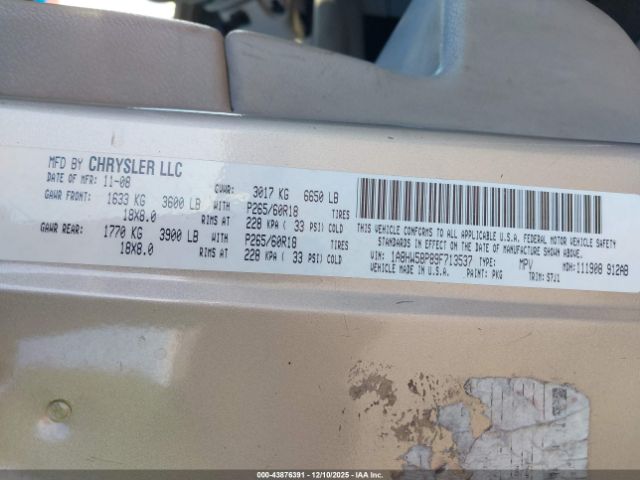 MFD BY CHRYSLER LLC
DATE OF MFR: 11-08 GVWR: 3017 KG 6650 LB
GAWR FRONT: 1633 KG 3600 LB WITH P265/60R18 TIRES
18X8.0 RIMS AT 228 KPA ( 33 PSI) COLD
GAWR REAR: 1770 KG 3900 LB WITH P265/60R18 TIRES
18X8.0 RIMS AT 228 KPA ( 33 PSI) COLD
THIS VEHICLE CONFORMS TO ALL APPLICABLE U.S.A. FEDERAL MOTOR VEHICLE SAFETY
STANDARDS IN EFFECT ON THE DATE OF MFR SHOWN ABOVE.
VIN: 1A8HW58P89F713537 TYPE: MPV MDH: 111908 912AB
VEHICLE MADE IN U.S.A. PAINT: PKG TRIM: STJ1
000-43876391 - 12/10/2025 - IAA Inc.